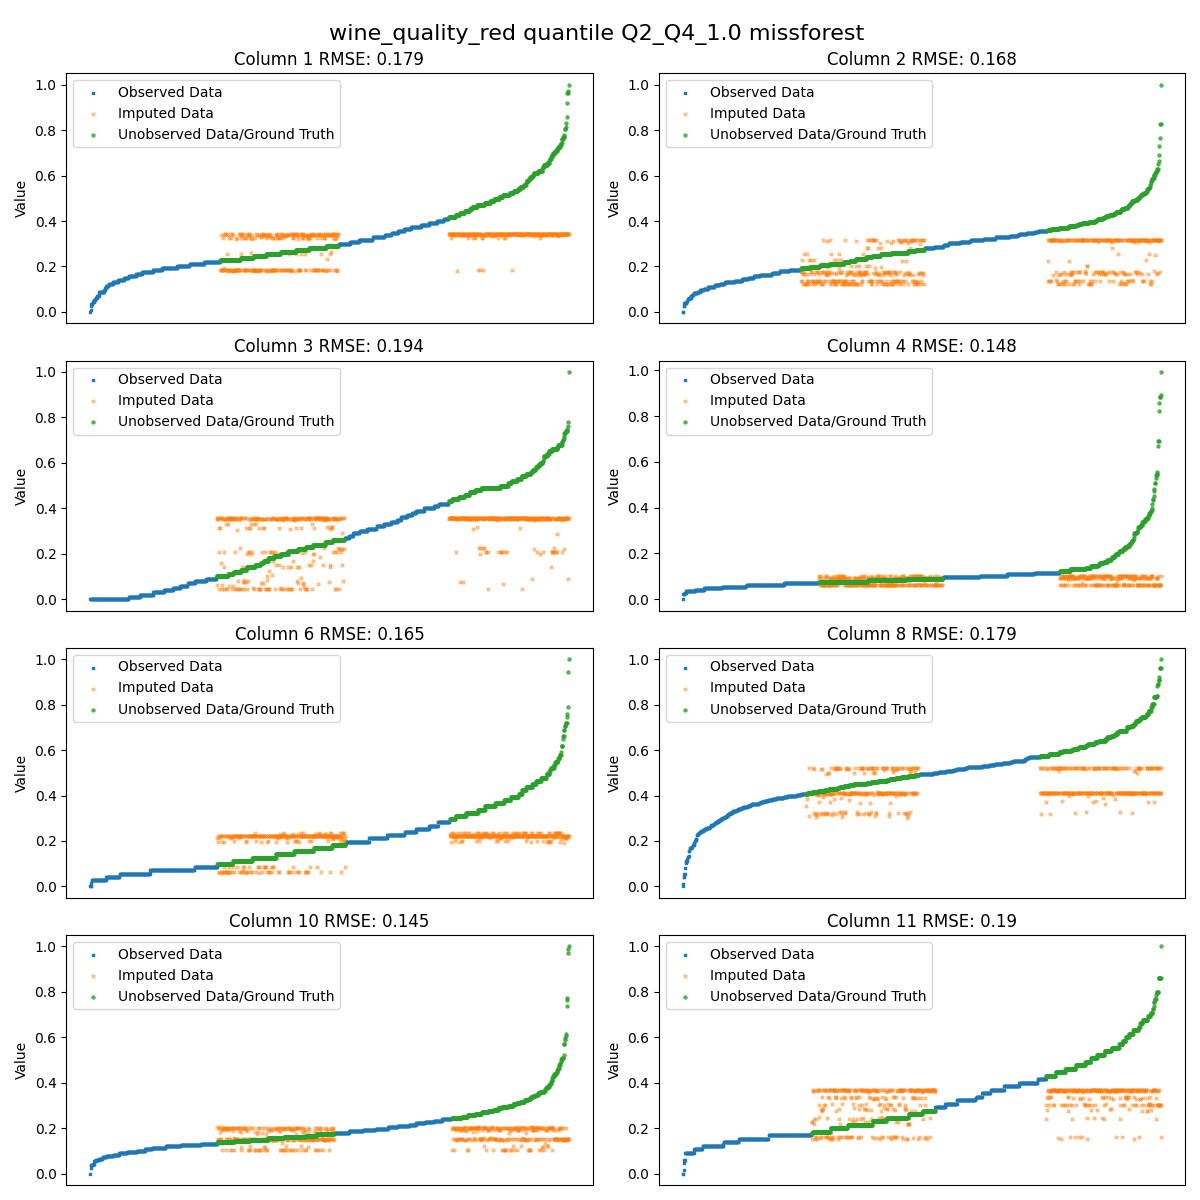 wine_quality_red quantile Q2_Q4_1.0 missforest
Column 1 RMSE: 0.179
Value
1.0
0.8
0.6
0.4
0.2
0.0
Observed Data
Imputed Data
Unobserved Data/Ground Truth
Column 2 RMSE: 0.168
Value
1.0
0.8
0.6
0.4
0.2
0.0
Observed Data
Imputed Data
Unobserved Data/Ground Truth
Column 3 RMSE: 0.194
Value
1.0
0.8
0.6
0.4
0.2
0.0
Observed Data
Imputed Data
Unobserved Data/Ground Truth
Column 4 RMSE: 0.148
Value
1.0
0.8
0.6
0.4
0.2
0.0
Observed Data
Imputed Data
Unobserved Data/Ground Truth
Column 6 RMSE: 0.165
Value
1.0
0.8
0.6
0.4
0.2
0.0
Observed Data
Imputed Data
Unobserved Data/Ground Truth
Column 8 RMSE: 0.179
Value
1.0
0.8
0.6
0.4
0.2
0.0
Observed Data
Imputed Data
Unobserved Data/Ground Truth
Column 10 RMSE: 0.145
Value
1.0
0.8
0.6
0.4
0.2
0.0
Observed Data
Imputed Data
Unobserved Data/Ground Truth
Column 11 RMSE: 0.19
Value
1.0
0.8
0.6
0.4
0.2
0.0
Observed Data
Imputed Data
Unobserved Data/Ground Truth